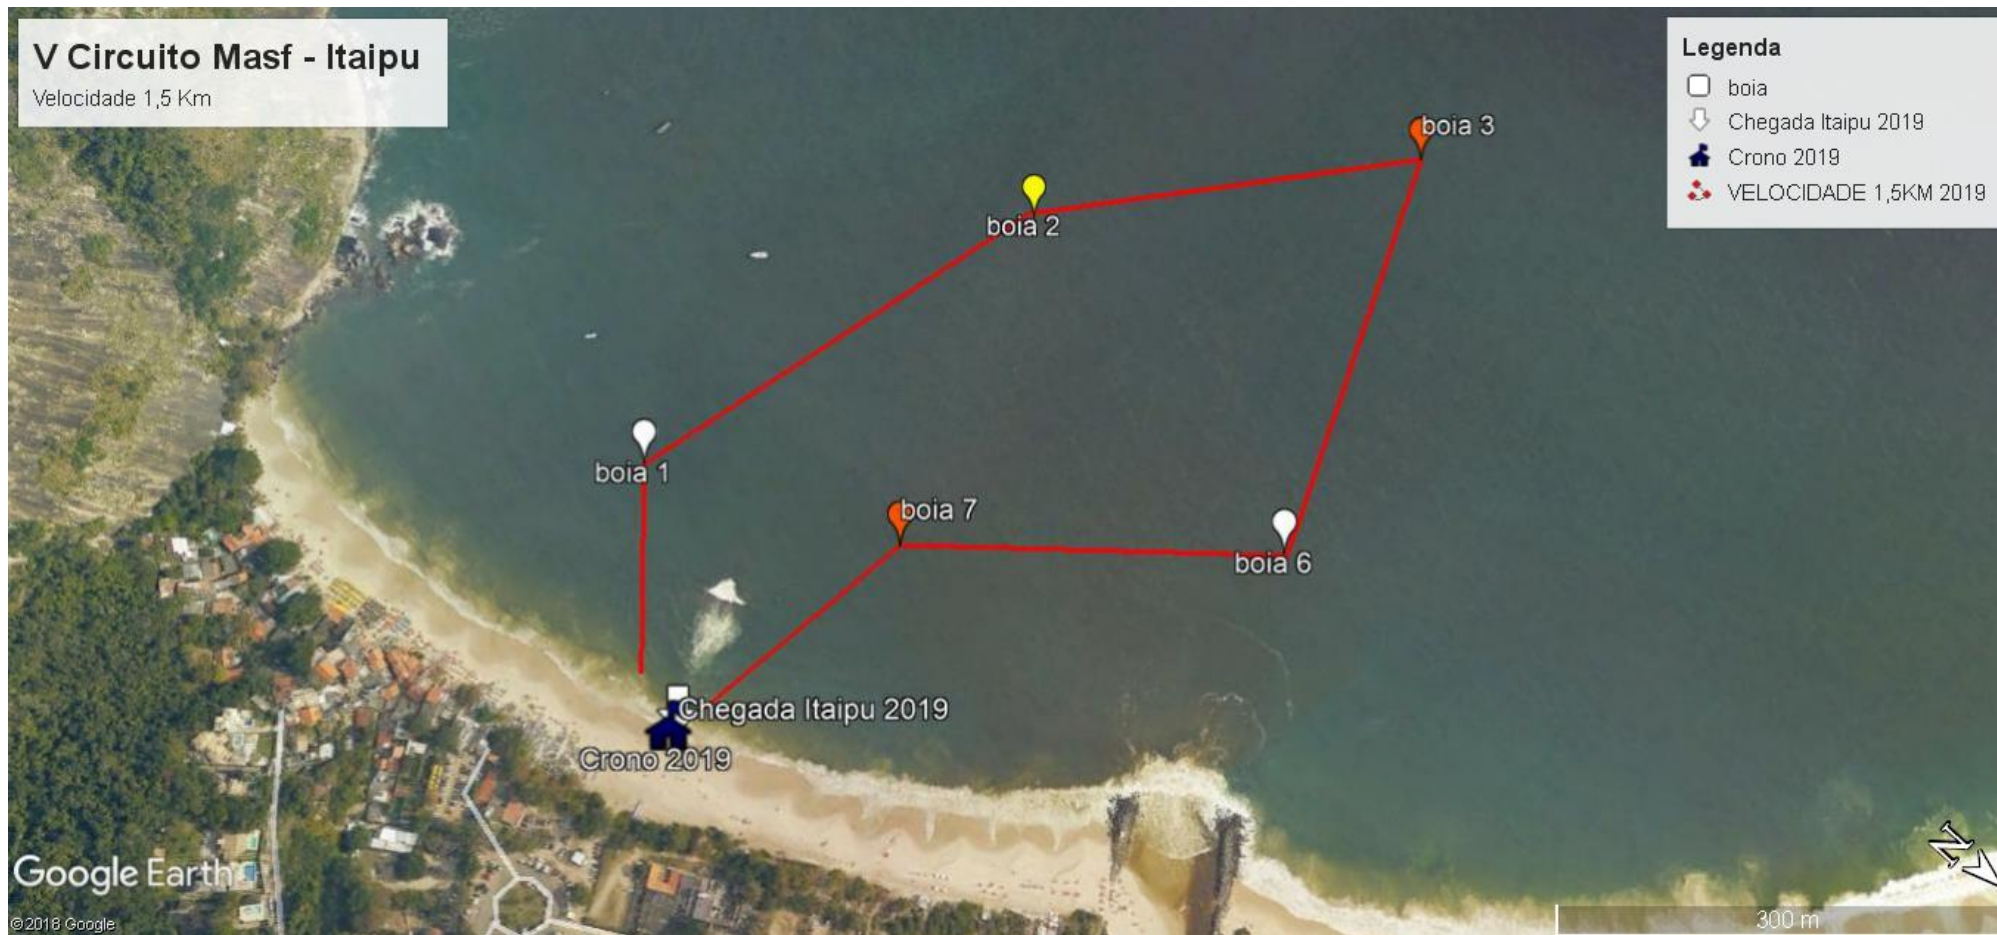 V Circuito Masf - Itaipu
Velocidade 1,5 Km
Legenda
boia
Chegada Itaipu 2019
Crono 2019
VELOCIDADE 1,5KM 2019
boia 3
boia 2
boia 1
boia 7
boia 6
Chegada Itaipu 2019
Crono 2019
N
Google Earth
©2018 Google
300 m